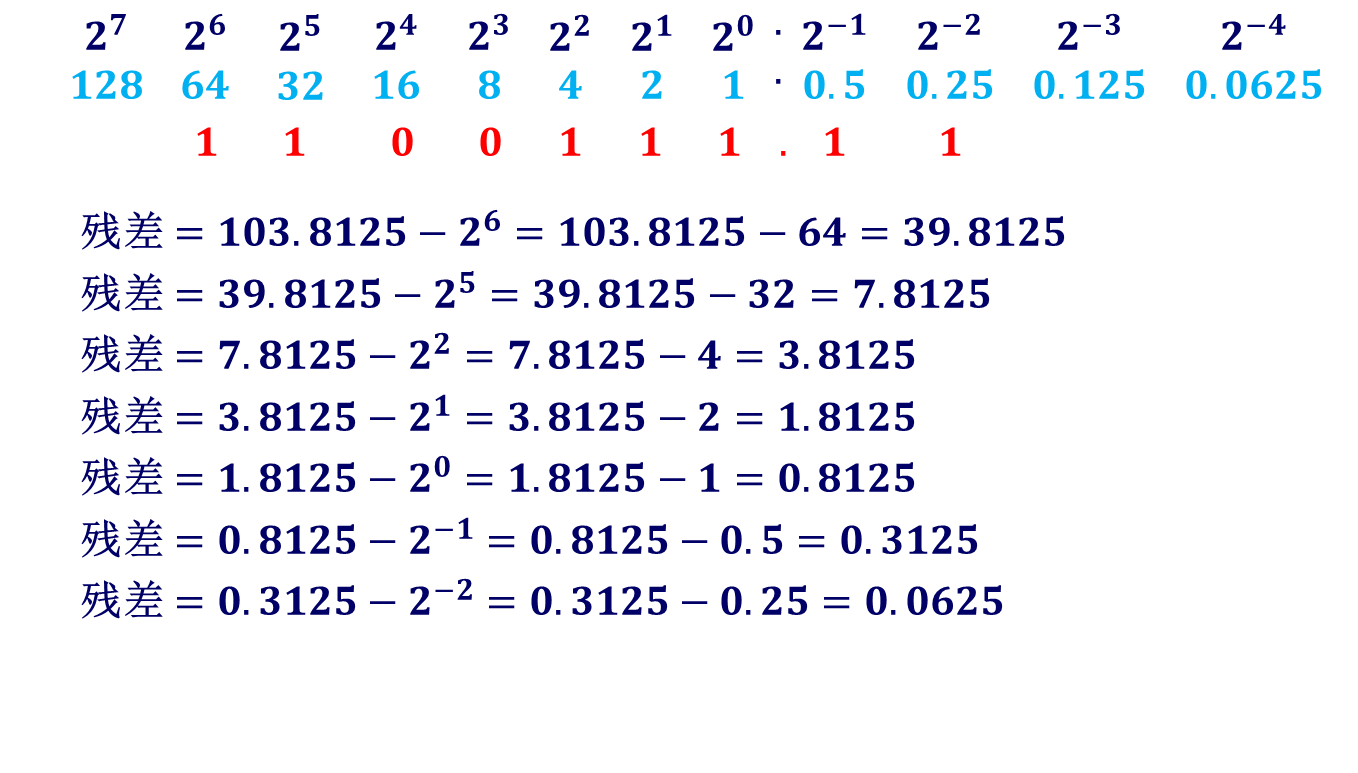 2⁷ 2⁶ 2⁵ 2⁴ 2³ 2² 2¹ 2⁰ . 2⁻¹ 2⁻² 2⁻³ 2⁻⁴
128 64 32 16 8 4 2 1 . 0.5 0.25 0.125 0.0625
1 1 0 0 1 1 1 . 1 1
残差 = 103.8125 − 2⁶ = 103.8125 − 64 = 39.8125
残差 = 39.8125 − 2⁵ = 39.8125 − 32 = 7.8125
残差 = 7.8125 − 2² = 7.8125 − 4 = 3.8125
残差 = 3.8125 − 2¹ = 3.8125 − 2 = 1.8125
残差 = 1.8125 − 2⁰ = 1.8125 − 1 = 0.8125
残差 = 0.8125 − 2⁻¹ = 0.8125 − 0.5 = 0.3125
残差 = 0.3125 − 2⁻² = 0.3125 − 0.25 = 0.0625